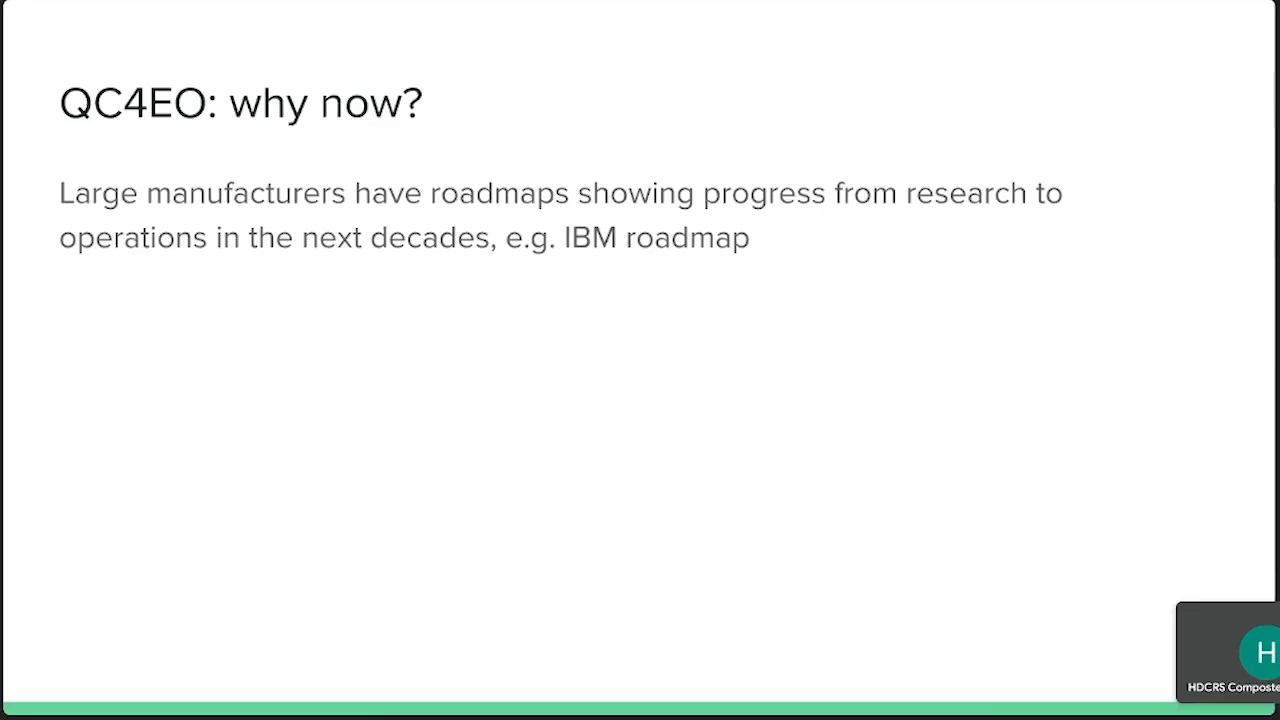 QC4EO: why now?
Large manufacturers have roadmaps showing progress from research to
operations in the next decades, e.g. IBM roadmap
H
HDCRS Composte